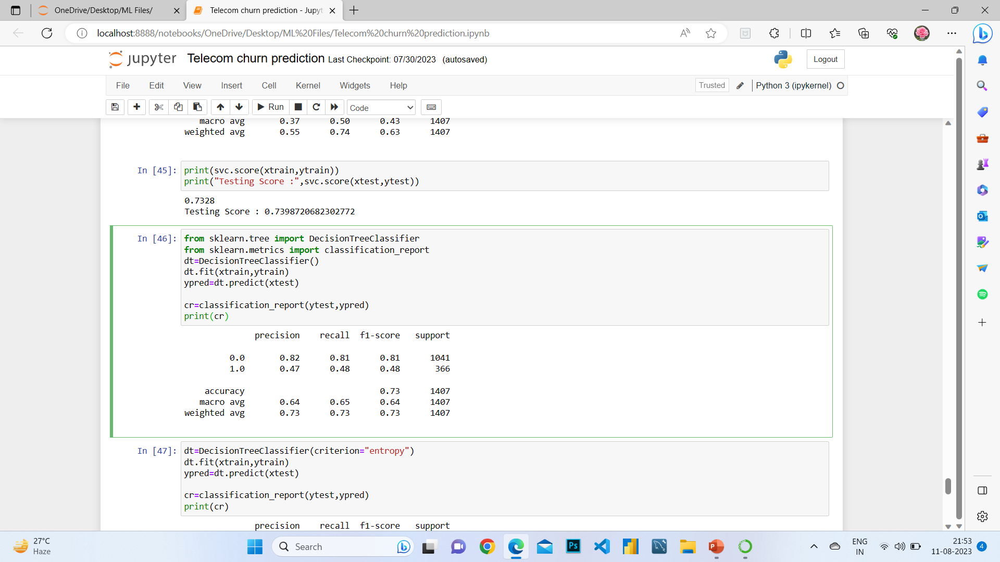 OneDrive/Desktop/ML Files/
Telecom churn prediction - Jupyt
localhost:8888/notebooks/OneDrive/Desktop/ML%20Files/Telecom%20churn%20prediction.ipynb
jupyter Telecom churn prediction Last Checkpoint: 07/30/2023 (autosaved)
Logout
File Edit View Insert Cell Kernel Widgets Help
Trusted
Python 3 (ipykernel)
Run
Code
macro avg 0.37 0.50 0.43 1407
weighted avg 0.55 0.74 0.63 1407
In [45]: print(svc.score(xtrain,ytrain))
print("Testing Score :",svc.score(xtest,ytest))
0.7328
Testing Score : 0.7398720682302772
In [46]: from sklearn.tree import DecisionTreeClassifier
from sklearn.metrics import classification_report
dt=DecisionTreeClassifier()
dt.fit(xtrain,ytrain)
ypred=dt.predict(xtest)
cr=classification_report(ytest,ypred)
print(cr)
precision recall f1-score support
0.0 0.82 0.81 0.81 1041
1.0 0.47 0.48 0.48 366
accuracy 0.73 1407
macro avg 0.64 0.65 0.64 1407
weighted avg 0.73 0.73 0.73 1407
In [47]: dt=DecisionTreeClassifier(criterion="entropy")
dt.fit(xtrain,ytrain)
ypred=dt.predict(xtest)
cr=classification_report(ytest,ypred)
print(cr)
precision recall f1-score support
27°C
Haze
Search
Ps
ENG
IN
21:53
11-08-2023
4